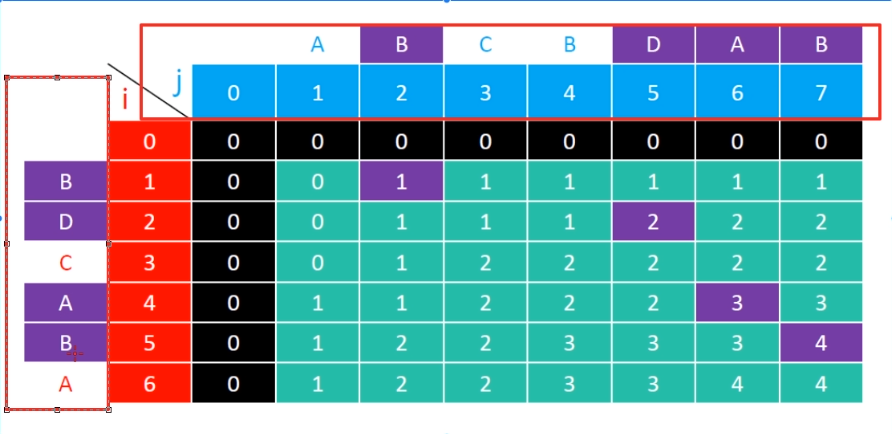 A B C B D A B
i j 0 1 2 3 4 5 6 7
0 0 0 0 0 0 0 0 0
B 1 0 0 1 1 1 1 1 1
D 2 0 0 1 1 1 2 2 2
C 3 0 0 1 2 2 2 2 2
A 4 0 1 1 2 2 2 3 3
B 5 0 1 2 2 3 3 3 4
A 6 0 1 2 2 3 3 4 4